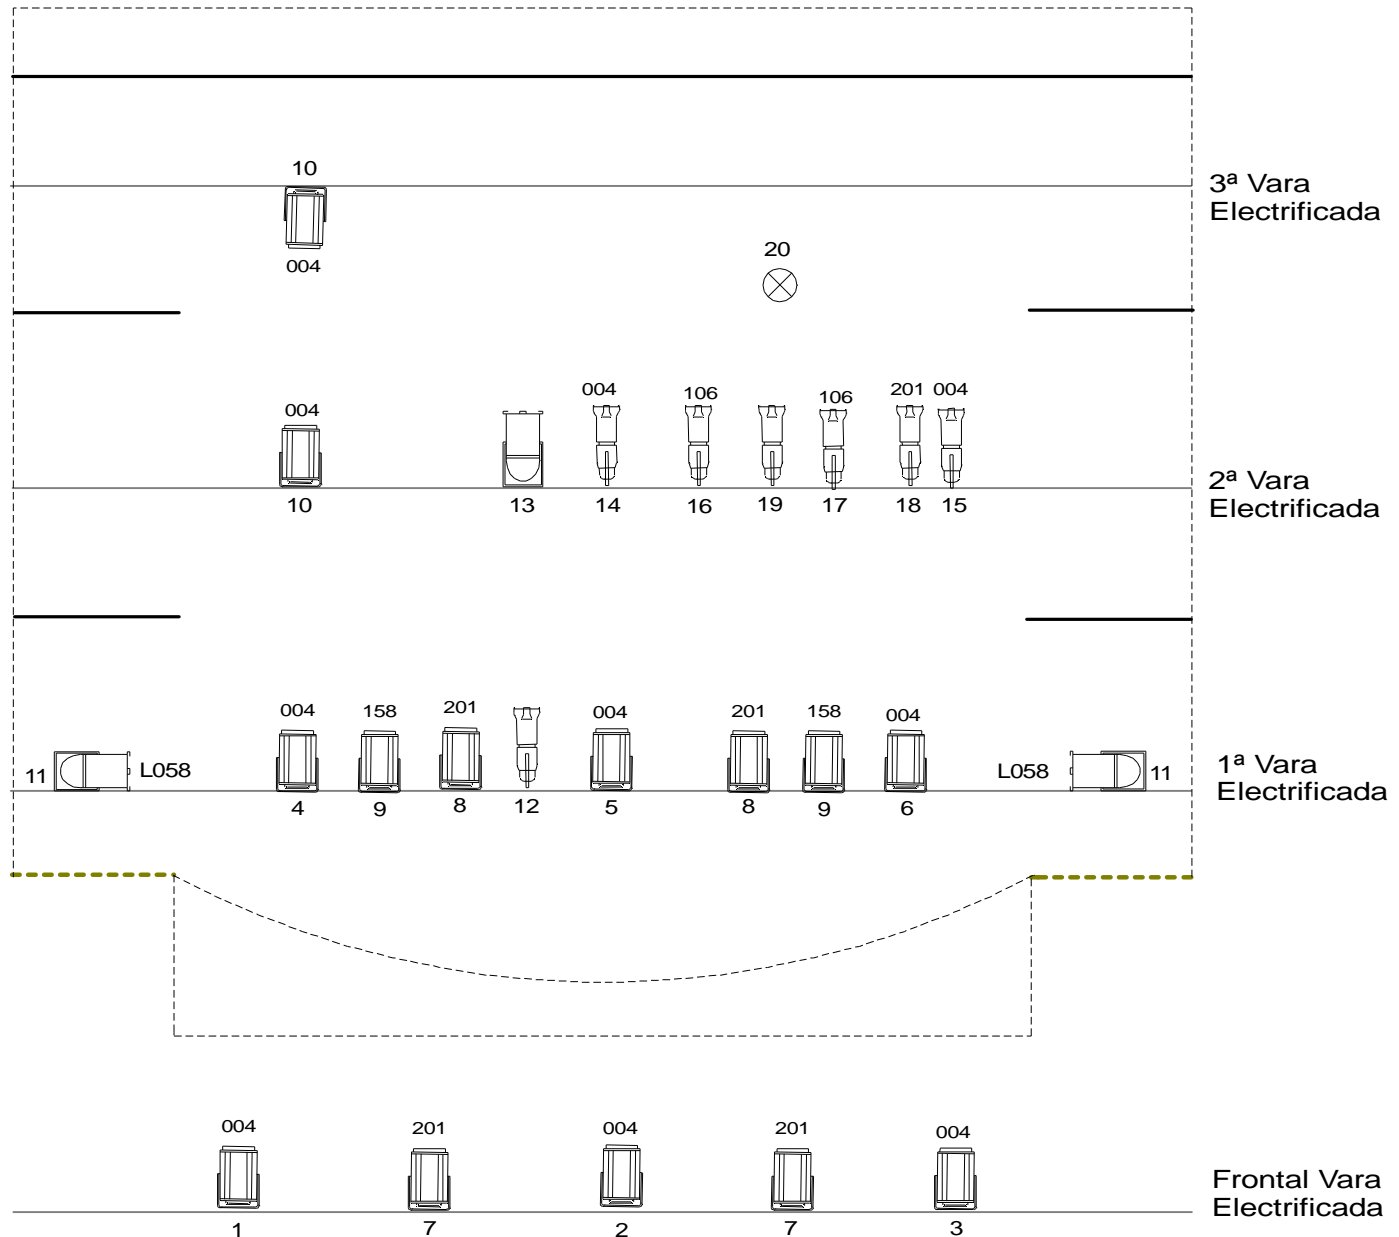 10
3ª Vara
Electrificada
004
20
004 106 106 201 004
004
2ª Vara
Electrificada
10 13 14 16 19 17 18 15
004 158 201 004 201 158 004
11 L058 L058 11
1ª Vara
Electrificada
4 9 8 12 5 8 9 6
004 201 004 201 004
Frontal Vara
Electrificada
1 7 2 7 3